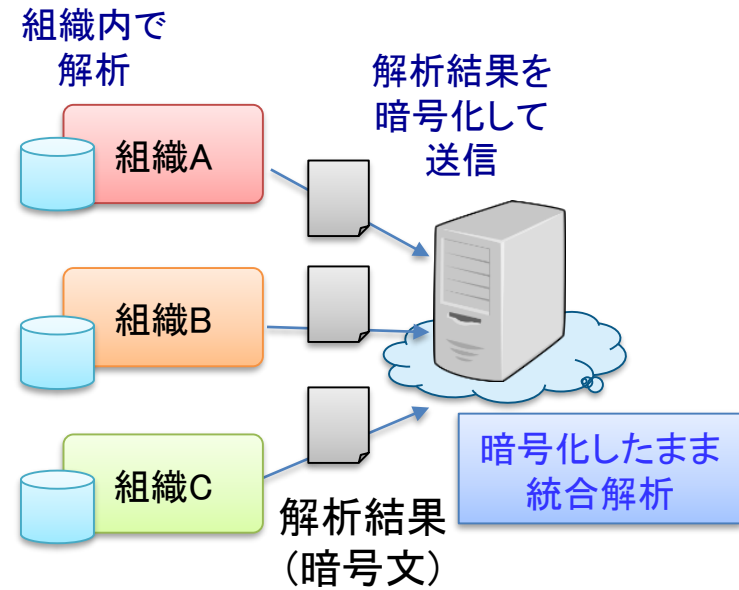 組織内で
解析
解析結果を
暗号化して
送信
組織A
組織B
組織C
暗号化したまま
統合解析
解析結果
(暗号文)